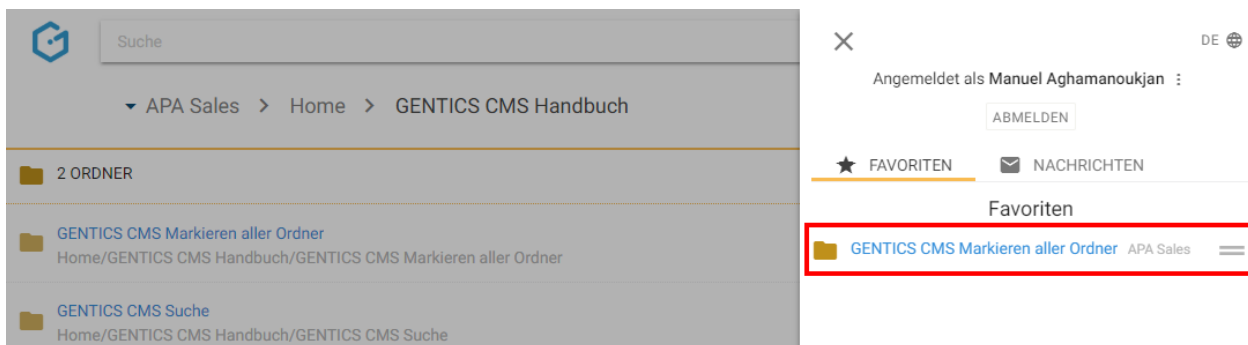 Suche
APA Sales > Home > GENTICS CMS Handbuch
2 ORDNER
GENTICS CMS Markieren aller Ordner
Home/GENTICS CMS Handbuch/GENTICS CMS Markieren aller Ordner
GENTICS CMS Suche
Home/GENTICS CMS Handbuch/GENTICS CMS Suche
DE
Angemeldet als Manuel Aghamanoukjan
ABMELDEN
FAVORITEN NACHRICHTEN
Favoriten
GENTICS CMS Markieren aller Ordner APA Sales